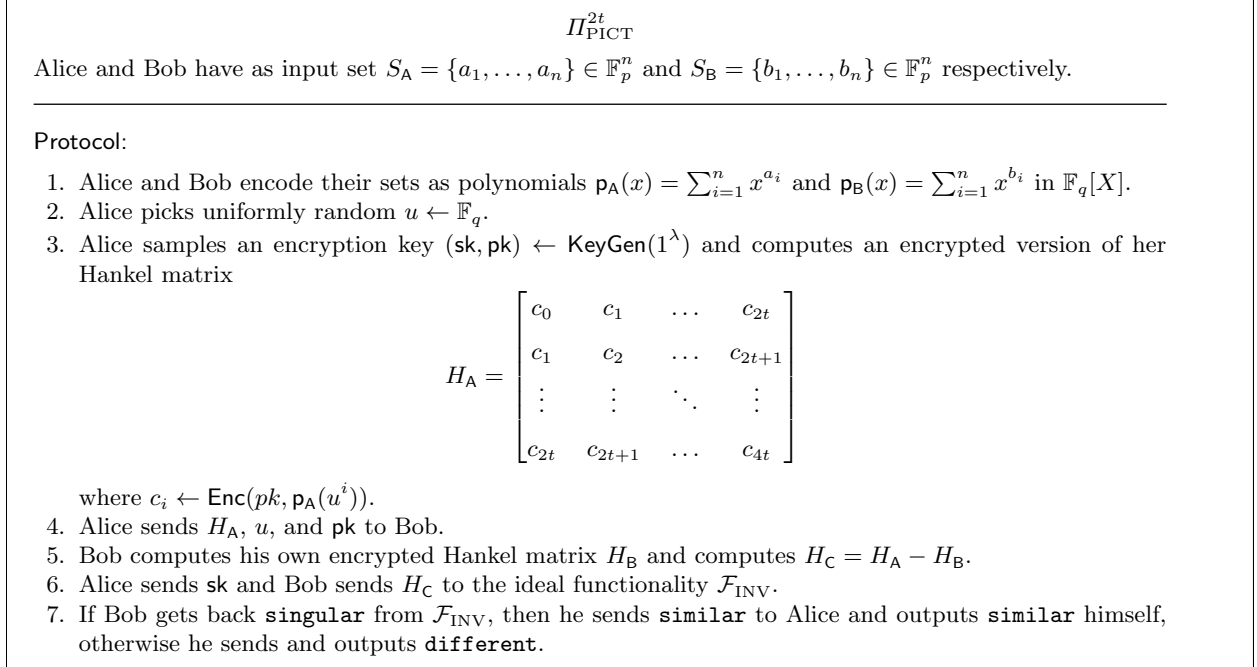 Π^{2t}_{PICT}
Alice and Bob have as input set S_A = {a_1, . . . , a_n} ∈ 𝔽_p^n and S_B = {b_1, . . . , b_n} ∈ 𝔽_p^n respectively.
Protocol:
1. Alice and Bob encode their sets as polynomials p_A(x) = ∑_{i=1}^n x^{a_i} and p_B(x) = ∑_{i=1}^n x^{b_i} in 𝔽_q[X].
2. Alice picks uniformly random u ← 𝔽_q.
3. Alice samples an encryption key (sk, pk) ← KeyGen(1^λ) and computes an encrypted version of her
Hankel matrix
c_0 c_1 … c_{2t}
c_1 c_2 … c_{2t+1}
H_A =
⋮ ⋮ ⋱ ⋮
c_{2t} c_{2t+1} … c_{4t}
where c_i ← Enc(pk, p_A(u^i)).
4. Alice sends H_A, u, and pk to Bob.
5. Bob computes his own encrypted Hankel matrix H_B and computes H_C = H_A − H_B.
6. Alice sends sk and Bob sends H_C to the ideal functionality ℱ_{INV}.
7. If Bob gets back singular from ℱ_{INV}, then he sends similar to Alice and outputs similar himself,
otherwise he sends and outputs different.